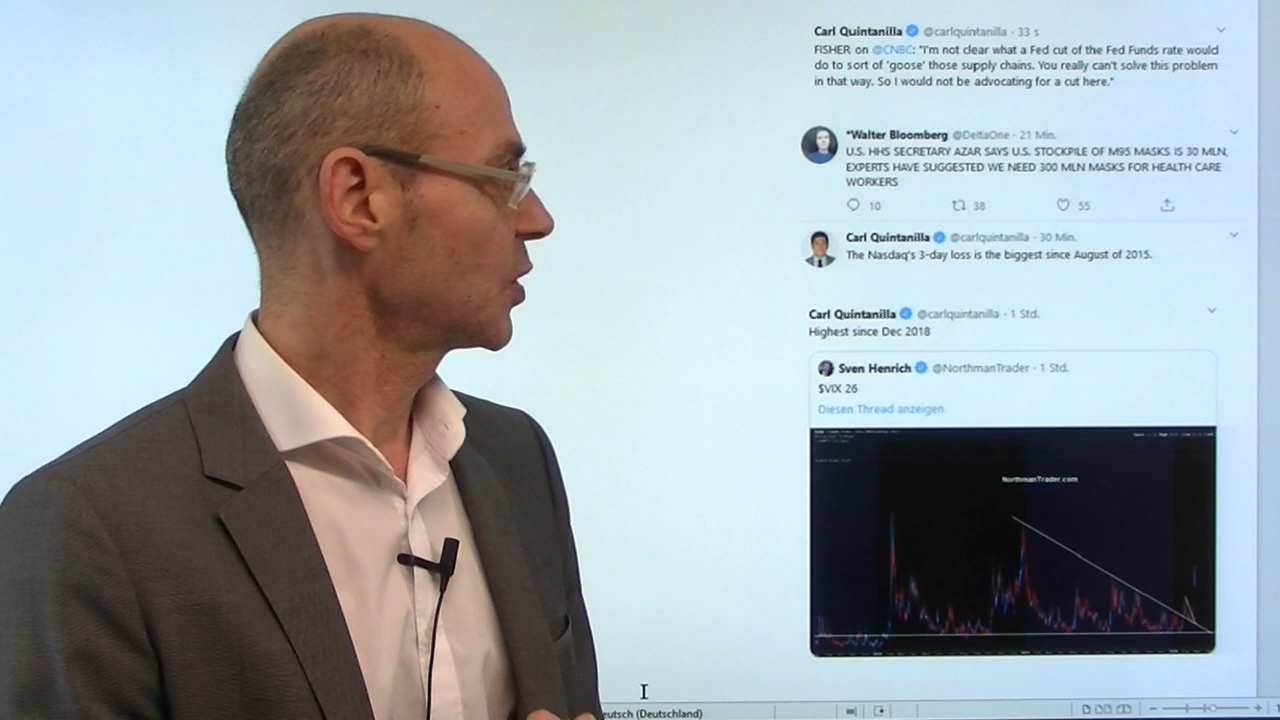 Carl Quintanilla @carlquintanilla · 33 s
FISHER on @CNBC: "I'm not clear what a Fed cut of the Fed Funds rate would
do to sort of 'goose' those supply chains. You really can't solve this problem
in that way. So I would not be advocating for a cut here."
*Walter Bloomberg @DeItaOne · 21 Min.
U.S. HHS SECRETARY AZAR SAYS U.S. STOCKPILE OF M95 MASKS IS 30 MLN,
EXPERTS HAVE SUGGESTED WE NEED 300 MLN MASKS FOR HEALTH CARE
WORKERS
10 38 55
Carl Quintanilla @carlquintanilla · 30 Min.
The Nasdaq's 3-day loss is the biggest since August of 2015.
Carl Quintanilla @carlquintanilla · 1 Std.
Highest since Dec 2018
Sven Henrich @NorthmanTrader · 1 Std.
$VIX 26
Diesen Thread anzeigen
NorthmanTrader.com
eutsch (Deutschland)